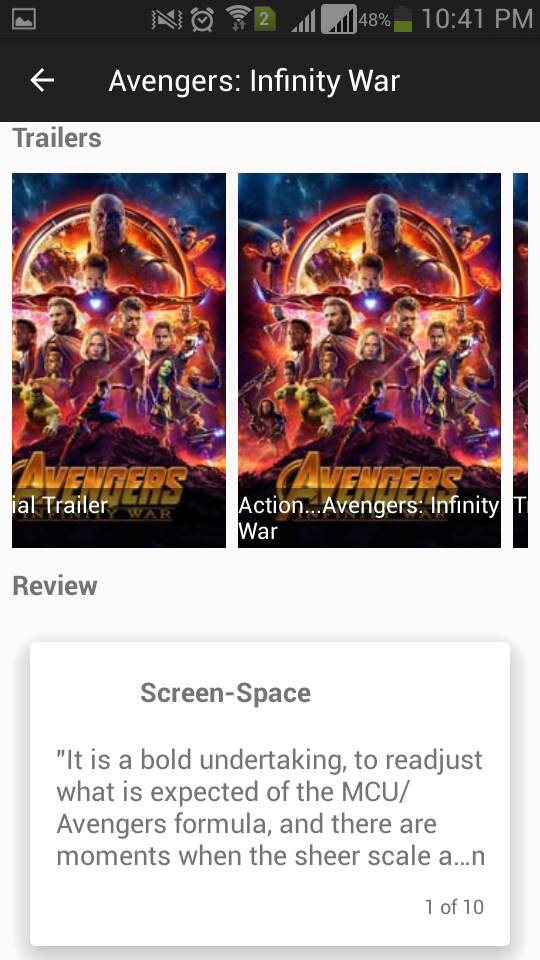 2
48%
10:41 PM
Avengers: Infinity War
Trailers
AVENGERS
INFINITY WAR
ial Trailer
AVENGERS
INFINITY WAR
Action...Avengers: Infinity
War
T
Review
Screen-Space
"It is a bold undertaking, to readjust
what is expected of the MCU/
Avengers formula, and there are
moments when the sheer scale a...n
1 of 10